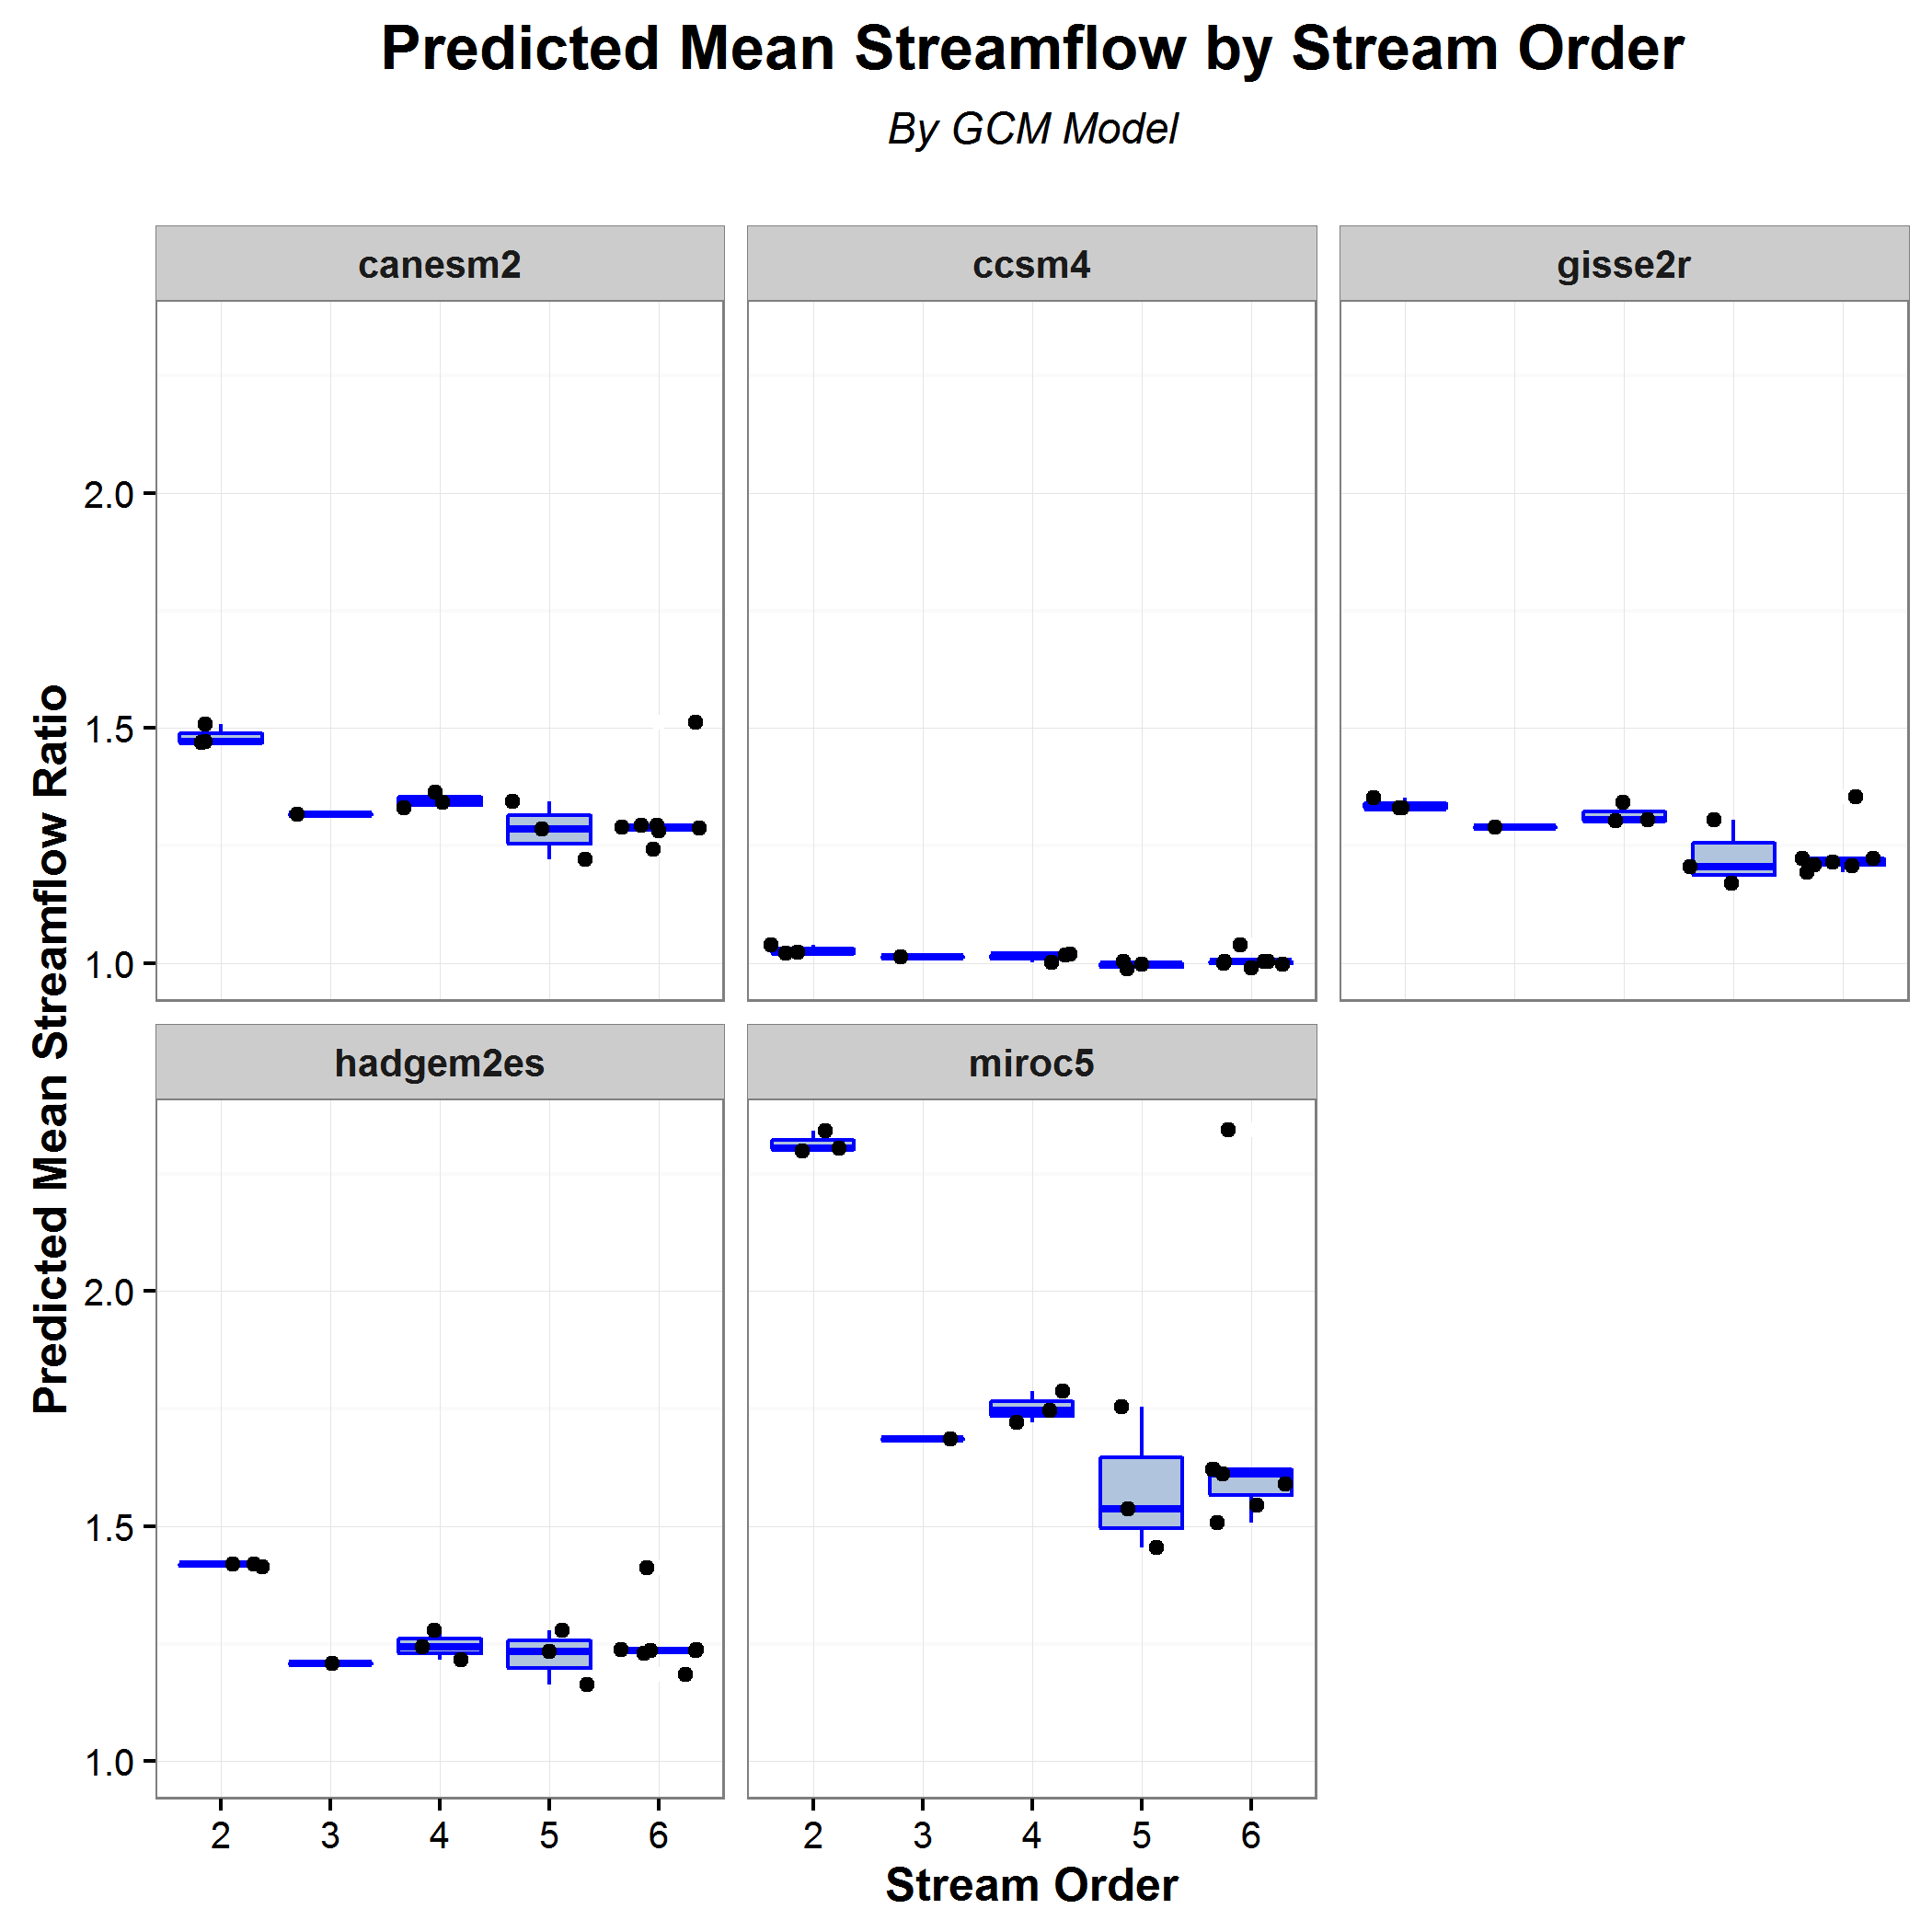 Predicted Mean Streamflow by Stream Order
By GCM Model
canesm2
ccsm4
gisse2r
2.0
1.5
1.0
Predicted Mean Streamflow Ratio
hadgem2es
miroc5
2.0
1.5
1.0
2 3 4 5 6
2 3 4 5 6
Stream Order